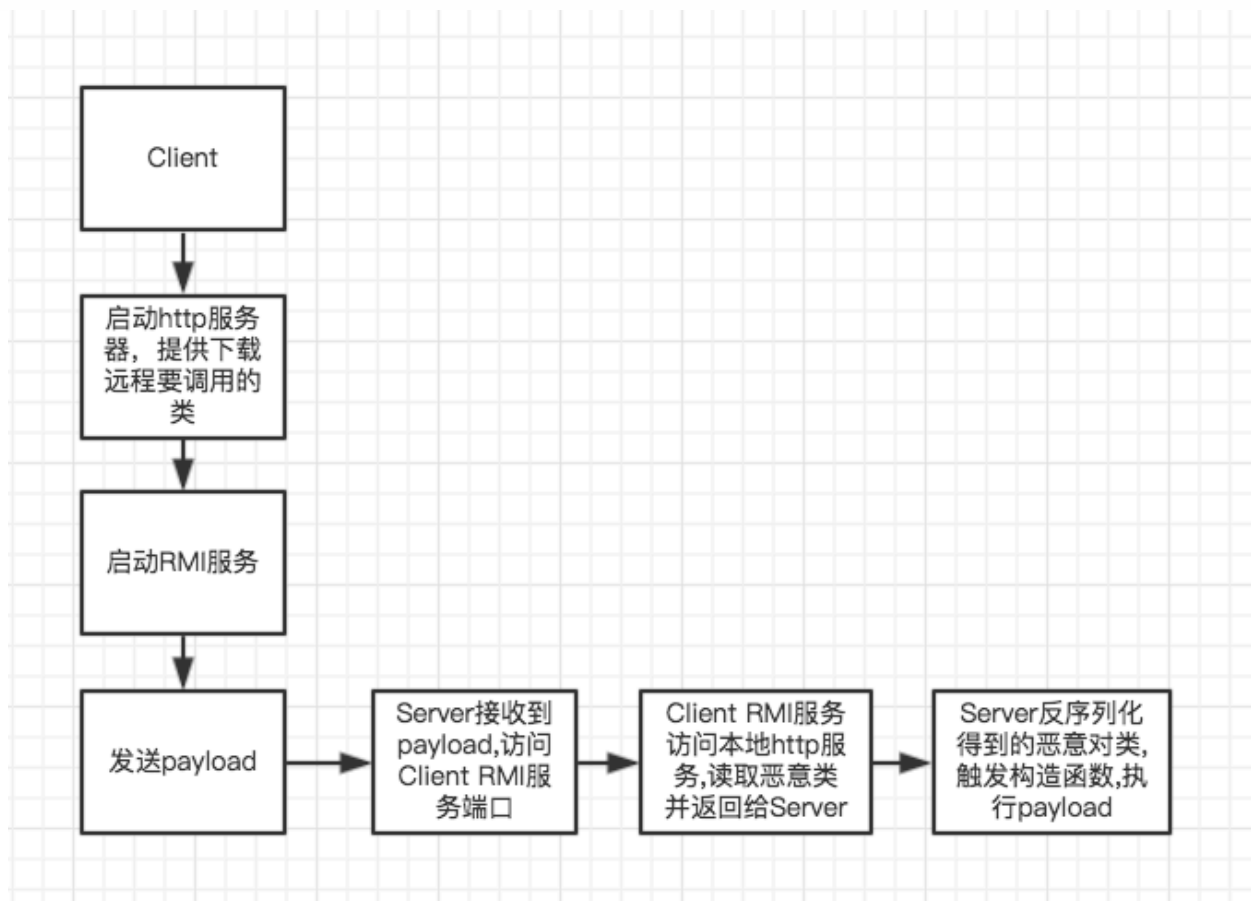 Client
启动http服务
器，提供下载
远程要调用的
类
启动RMI服务
发送payload
Server接收到
payload,访问
Client RMI服
务端口
Client RMI服务
访问本地http服
务,读取恶意类
并返回给Server
Server反序列化
得到的恶意对类,
触发构造函数,执
行payload